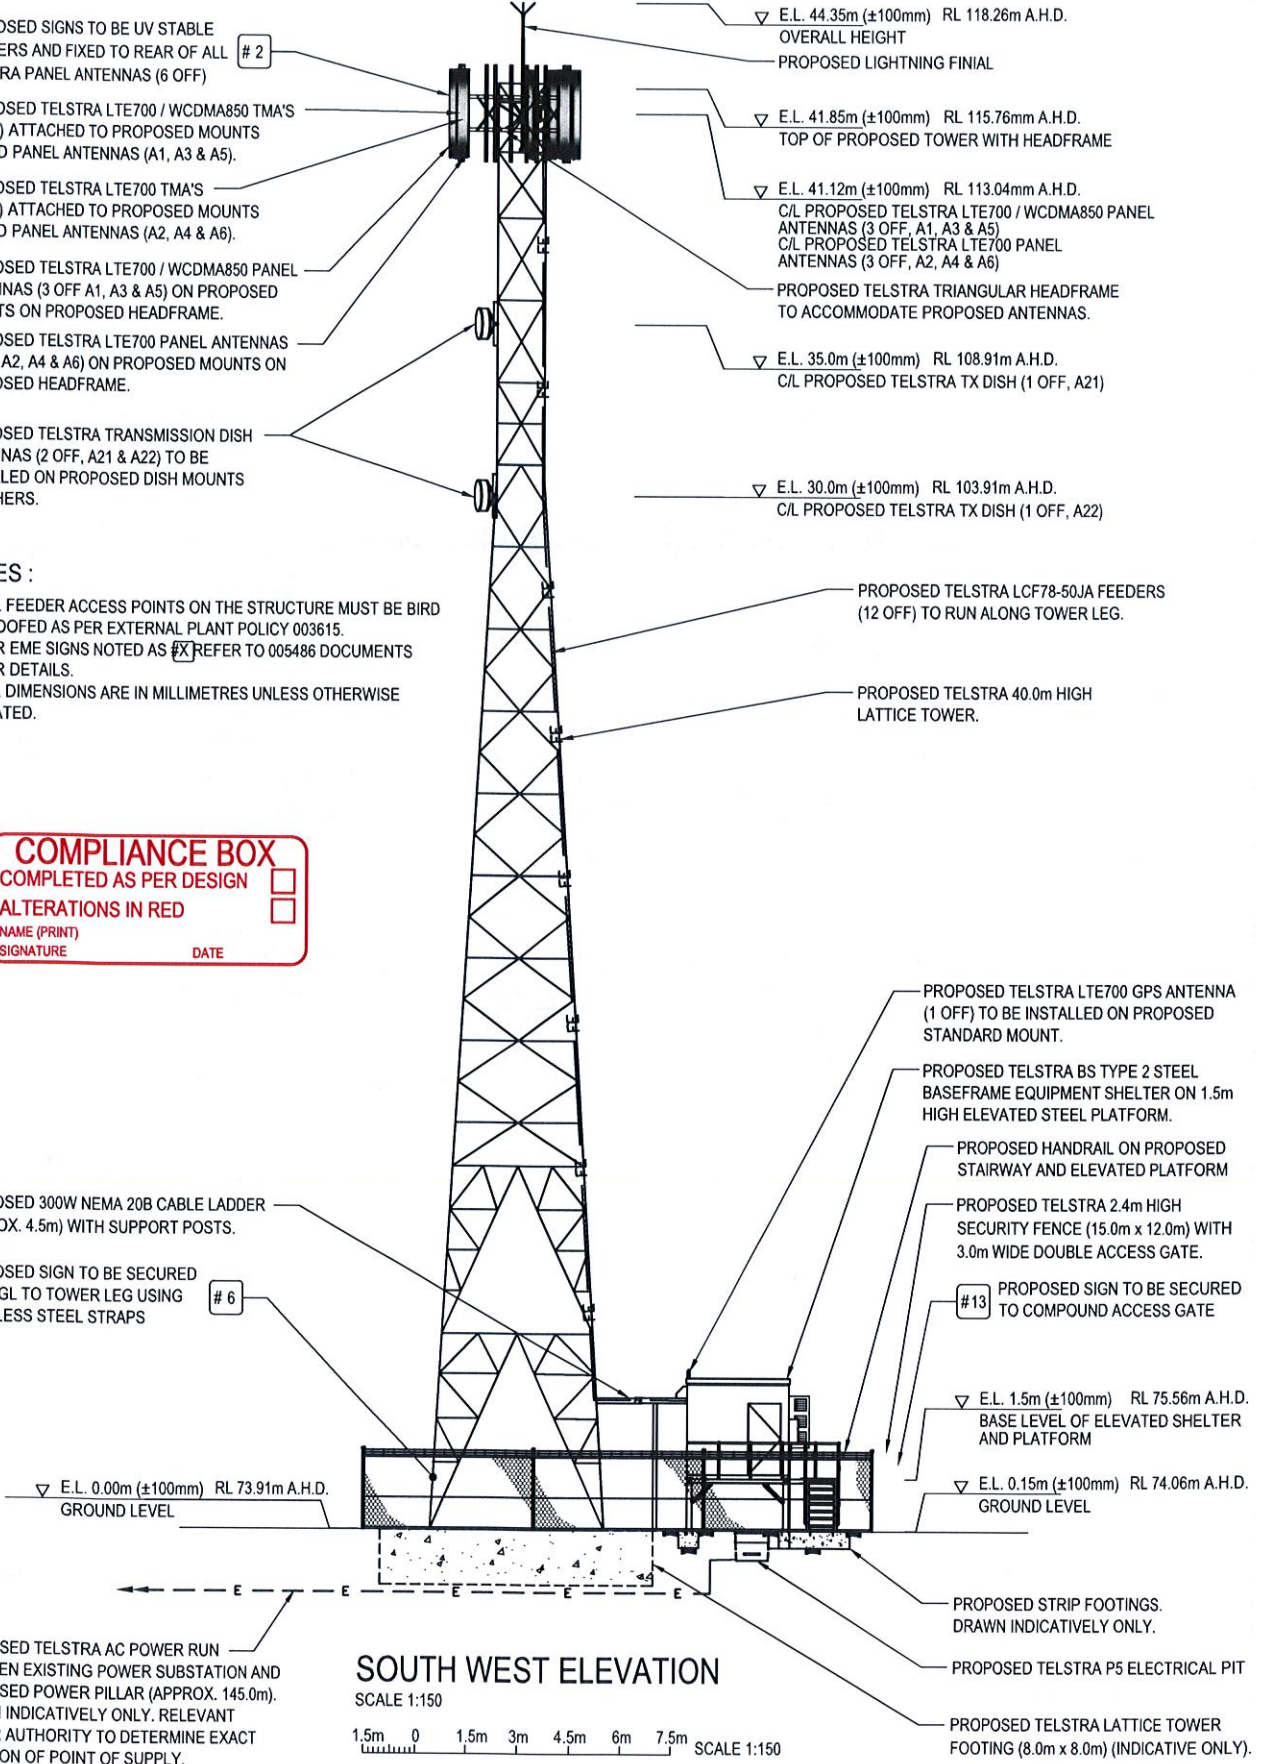 OSED SIGNS TO BE UV STABLE
ERS AND FIXED TO REAR OF ALL
# 2
RA PANEL ANTENNAS (6 OFF)
OSED TELSTRA LTE700 / WCDMA850 TMA'S
) ATTACHED TO PROPOSED MOUNTS
D PANEL ANTENNAS (A1, A3 & A5).
OSED TELSTRA LTE700 TMA'S
) ATTACHED TO PROPOSED MOUNTS
D PANEL ANTENNAS (A2, A4 & A6).
OSED TELSTRA LTE700 / WCDMA850 PANEL
NNAS (3 OFF A1, A3 & A5) ON PROPOSED
TS ON PROPOSED HEADFRAME.
OSED TELSTRA LTE700 PANEL ANTENNAS
A2, A4 & A6) ON PROPOSED MOUNTS ON
OSED HEADFRAME.
OSED TELSTRA TRANSMISSION DISH
NAS (2 OFF, A21 & A22) TO BE
LLED ON PROPOSED DISH MOUNTS
HERS.
ES :
FEEDER ACCESS POINTS ON THE STRUCTURE MUST BE BIRD
OOFED AS PER EXTERNAL PLANT POLICY 003615.
R EME SIGNS NOTED AS #X REFER TO 005486 DOCUMENTS
R DETAILS.
DIMENSIONS ARE IN MILLIMETRES UNLESS OTHERWISE
ATED.
COMPLIANCE BOX
COMPLETED AS PER DESIGN
ALTERATIONS IN RED
NAME (PRINT)
SIGNATURE DATE
OSED 300W NEMA 20B CABLE LADDER
OX. 4.5m) WITH SUPPORT POSTS.
OSED SIGN TO BE SECURED
GL TO TOWER LEG USING
LESS STEEL STRAPS
# 6
E.L. 0.00m (±100mm) RL 73.91m A.H.D.
GROUND LEVEL
E E E E E
SED TELSTRA AC POWER RUN
EN EXISTING POWER SUBSTATION AND
SED POWER PILLAR (APPROX. 145.0m).
INDICATIVELY ONLY. RELEVANT
AUTHORITY TO DETERMINE EXACT
ION OF POINT OF SUPPLY.
E.L. 44.35m (±100mm) RL 118.26m A.H.D.
OVERALL HEIGHT
PROPOSED LIGHTNING FINIAL
E.L. 41.85m (±100mm) RL 115.76mm A.H.D.
TOP OF PROPOSED TOWER WITH HEADFRAME
E.L. 41.12m (±100mm) RL 113.04mm A.H.D.
C/L PROPOSED TELSTRA LTE700 / WCDMA850 PANEL
ANTENNAS (3 OFF, A1, A3 & A5)
C/L PROPOSED TELSTRA LTE700 PANEL
ANTENNAS (3 OFF, A2, A4 & A6)
PROPOSED TELSTRA TRIANGULAR HEADFRAME
TO ACCOMMODATE PROPOSED ANTENNAS.
E.L. 35.0m (±100mm) RL 108.91m A.H.D.
C/L PROPOSED TELSTRA TX DISH (1 OFF, A21)
E.L. 30.0m (±100mm) RL 103.91m A.H.D.
C/L PROPOSED TELSTRA TX DISH (1 OFF, A22)
PROPOSED TELSTRA LCF78-50JA FEEDERS
(12 OFF) TO RUN ALONG TOWER LEG.
PROPOSED TELSTRA 40.0m HIGH
LATTICE TOWER.
PROPOSED TELSTRA LTE700 GPS ANTENNA
(1 OFF) TO BE INSTALLED ON PROPOSED
STANDARD MOUNT.
PROPOSED TELSTRA BS TYPE 2 STEEL
BASEFRAME EQUIPMENT SHELTER ON 1.5m
HIGH ELEVATED STEEL PLATFORM.
PROPOSED HANDRAIL ON PROPOSED
STAIRWAY AND ELEVATED PLATFORM
PROPOSED TELSTRA 2.4m HIGH
SECURITY FENCE (15.0m x 12.0m) WITH
3.0m WIDE DOUBLE ACCESS GATE.
#13
PROPOSED SIGN TO BE SECURED
TO COMPOUND ACCESS GATE
E.L. 1.5m (±100mm) RL 75.56m A.H.D.
BASE LEVEL OF ELEVATED SHELTER
AND PLATFORM
E.L. 0.15m (±100mm) RL 74.06m A.H.D.
GROUND LEVEL
PROPOSED STRIP FOOTINGS.
DRAWN INDICATIVELY ONLY.
PROPOSED TELSTRA P5 ELECTRICAL PIT
PROPOSED TELSTRA LATTICE TOWER
FOOTING (8.0m x 8.0m) (INDICATIVE ONLY).
SOUTH WEST ELEVATION
SCALE 1:150
1.5m 0 1.5m 3m 4.5m 6m 7.5m SCALE 1:150